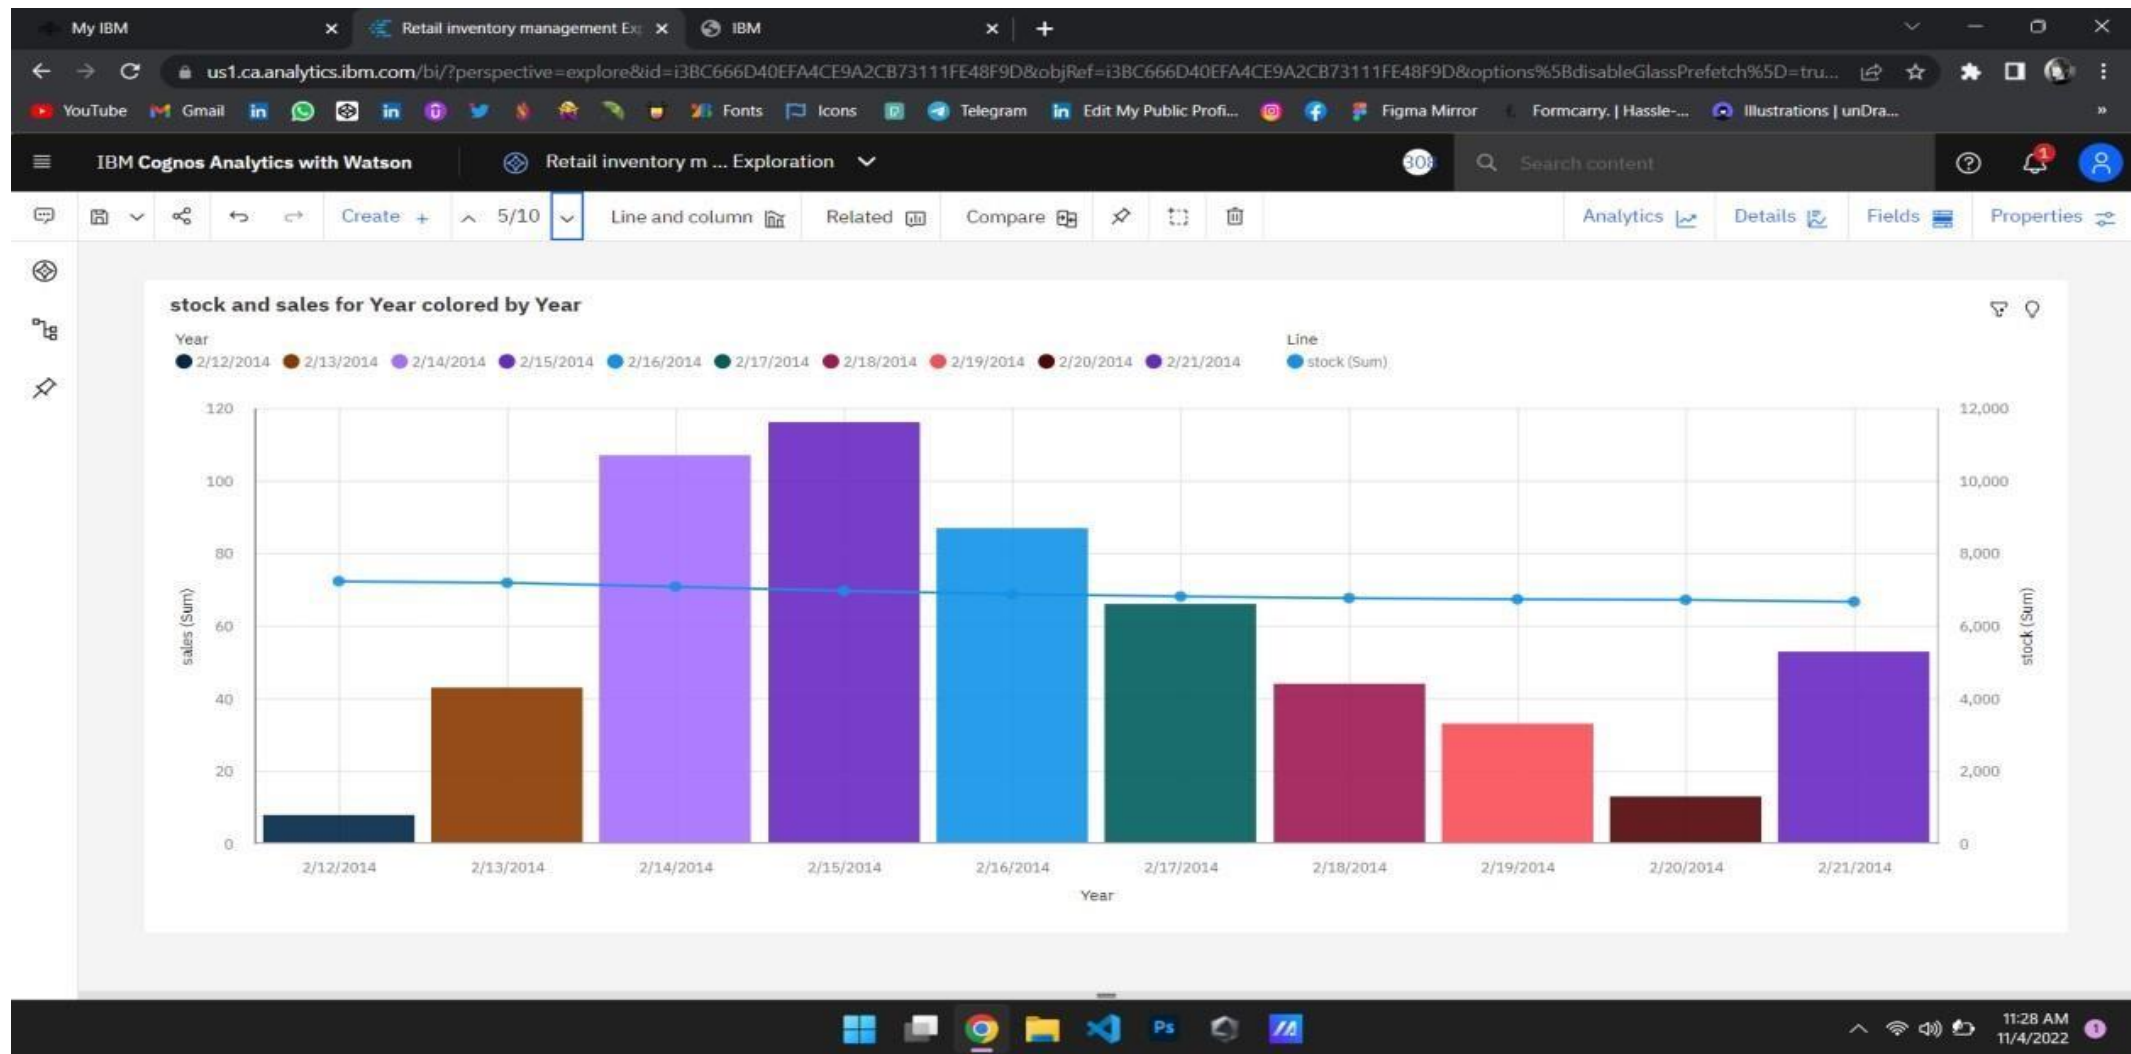 My IBM
Retail inventory management Ex
IBM
us1.ca.analytics.ibm.com/bi/?perspective=explore&id=i3BC666D40EFA4CE9A2CB73111FE48F9D&objRef=i3BC666D40EFA4CE9A2CB73111FE48F9D&options%5BdisableGlassPrefetch%5D=tru...
YouTube Gmail Fonts Icons Telegram Edit My Public Profi... Figma Mirror Formcarry. | Hassle-... Illustrations | unDra... »
IBM Cognos Analytics with Watson Retail inventory m ... Exploration 308 Search content 1
Create + 5/10 Line and column Related Compare Analytics Details Fields Properties
stock and sales for Year colored by Year
Year Line
2/12/2014 2/13/2014 2/14/2014 2/15/2014 2/16/2014 2/17/2014 2/18/2014 2/19/2014 2/20/2014 2/21/2014 stock (Sum)
120 12,000
100 10,000
80 8,000
60 6,000
40 4,000
20 2,000
0 0
sales (Sum)
stock (Sum)
2/12/2014 2/13/2014 2/14/2014 2/15/2014 2/16/2014 2/17/2014 2/18/2014 2/19/2014 2/20/2014 2/21/2014
Year
Ps
11:28 AM
11/4/2022
1